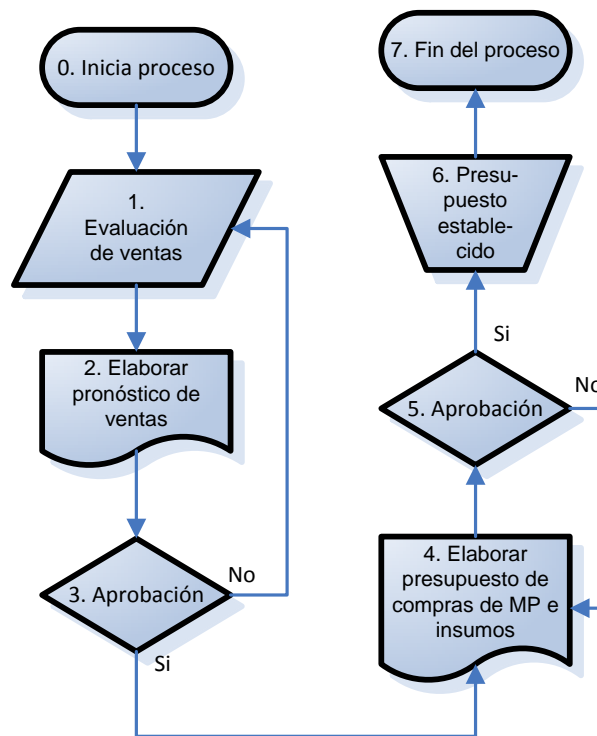 0. Inicia proceso
1.
Evaluación
de ventas
2. Elaborar
pronóstico de
ventas
3. Aprobación
No
Si
4. Elaborar
presupuesto de
compras de MP e
insumos
5. Aprobación
No
Si
6. Presu-
puesto
estable-
cido
7. Fin del proceso